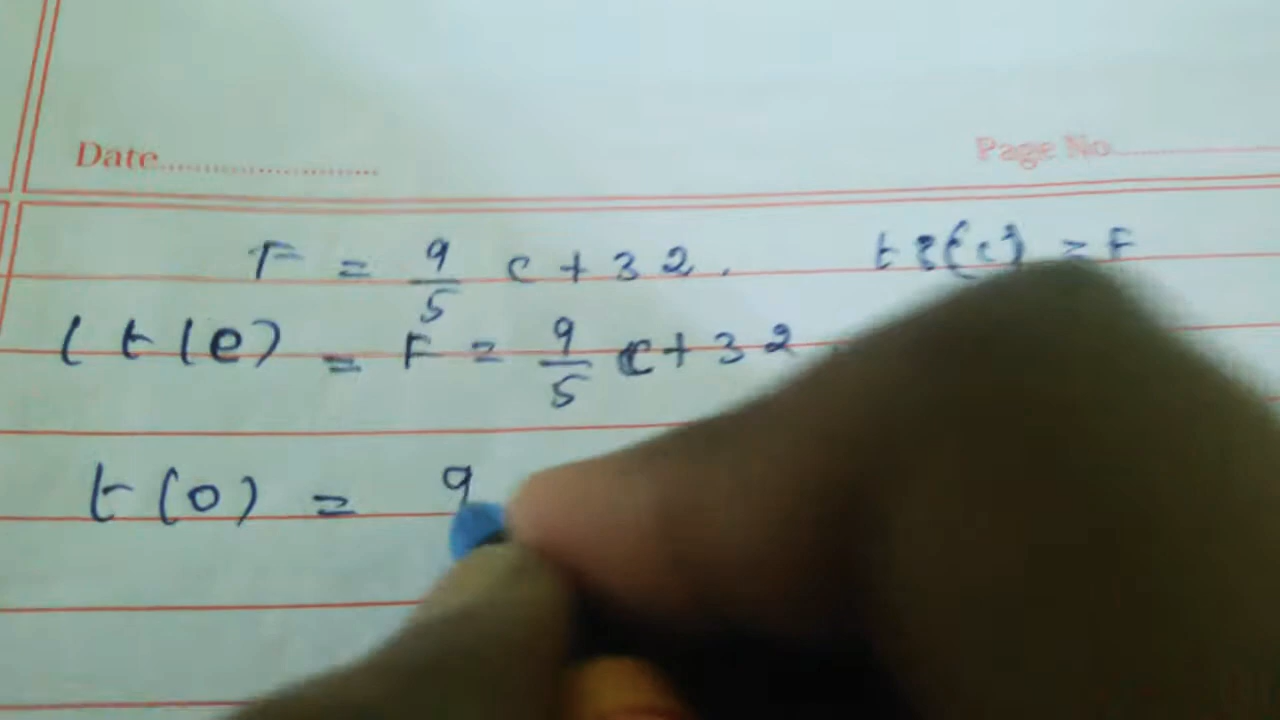 Date............................ Page No............
F = 9/5 c + 32. t (c) = F
( t (e) = F = 9/5 c + 32
t (0) = 9